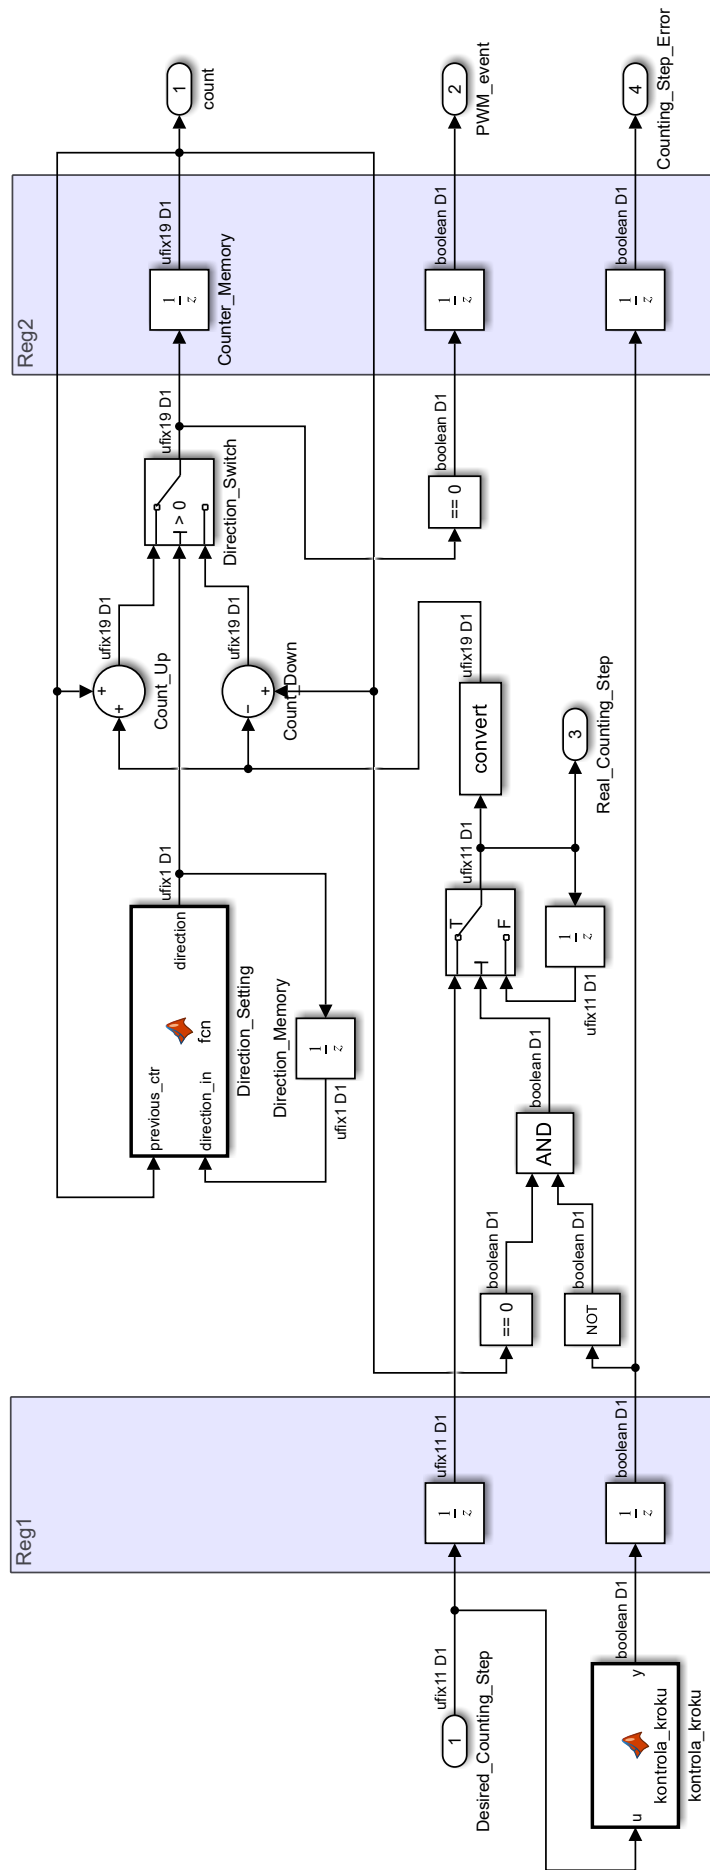 Reg1
Reg2
1
Desired_Counting_Step
ufix11 D1
u
y
kontrola_kroku
kontrola_kroku
boolean D1
1
z
ufix11 D1
1
z
boolean D1
== 0
boolean D1
NOT
boolean D1
AND
boolean D1
previous_ctr
direction_in
fcn
direction
Direction_Setting
ufix1 D1
Direction_Memory
1
z
ufix1 D1
T
F
ufix11 D1
1
z
ufix11 D1
convert
ufix19 D1
3
Real_Counting_Step
+
+
Count_Up
ufix19 D1
−
+
Count_Down
ufix19 D1
> 0
Direction_Switch
ufix19 D1
== 0
boolean D1
1
z
Counter_Memory
ufix19 D1
1
z
boolean D1
1
z
boolean D1
1
count
2
PWM_event
4
Counting_Step_Error